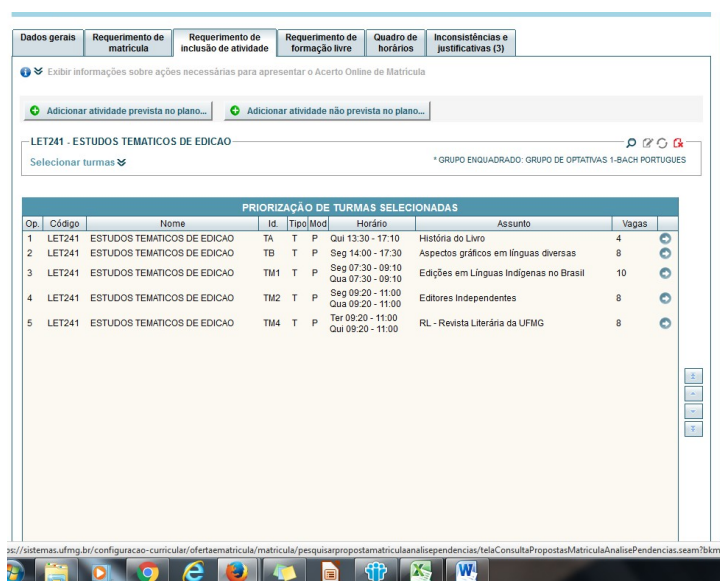 Dados gerais
Requerimento de matrícula
Requerimento de inclusão de atividade
Requerimento de formação livre
Quadro de horários
Inconsistências e justificativas (3)
Exibir informações sobre ações necessárias para apresentar o Acerto Online de Matrícula
Adicionar atividade prevista no plano... Adicionar atividade não prevista no plano...
LET241 - ESTUDOS TEMATICOS DE EDICAO
Selecionar turmas * GRUPO ENQUADRADO: GRUPO DE OPTATIVAS 1-BACH PORTUGUES
PRIORIZAÇÃO DE TURMAS SELECIONADAS
Op. Código Nome Id. Tipo Mod Horário Assunto Vagas
1 LET241 ESTUDOS TEMATICOS DE EDICAO TA T P Qui 13:30 - 17:10 História do Livro 4
2 LET241 ESTUDOS TEMATICOS DE EDICAO TB T P Seg 14:00 - 17:30 Aspectos gráficos em línguas diversas 8
3 LET241 ESTUDOS TEMATICOS DE EDICAO TM1 T P Seg 07:30 - 09:10 Qua 07:30 - 09:10 Edições em Línguas Indígenas no Brasil 10
4 LET241 ESTUDOS TEMATICOS DE EDICAO TM2 T P Seg 09:20 - 11:00 Qua 09:20 - 11:00 Editores Independentes 8
5 LET241 ESTUDOS TEMATICOS DE EDICAO TM4 T P Ter 09:20 - 11:00 Qui 09:20 - 11:00 RL - Revista Literária da UFMG 8
ps://sistemas.ufmg.br/configuracao-curricular/ofertaematricula/matricula/pesquisarpropostamatriculaanalisependencias/telaConsultaPropostasMatriculaAnalisePendencias.seam?bkm